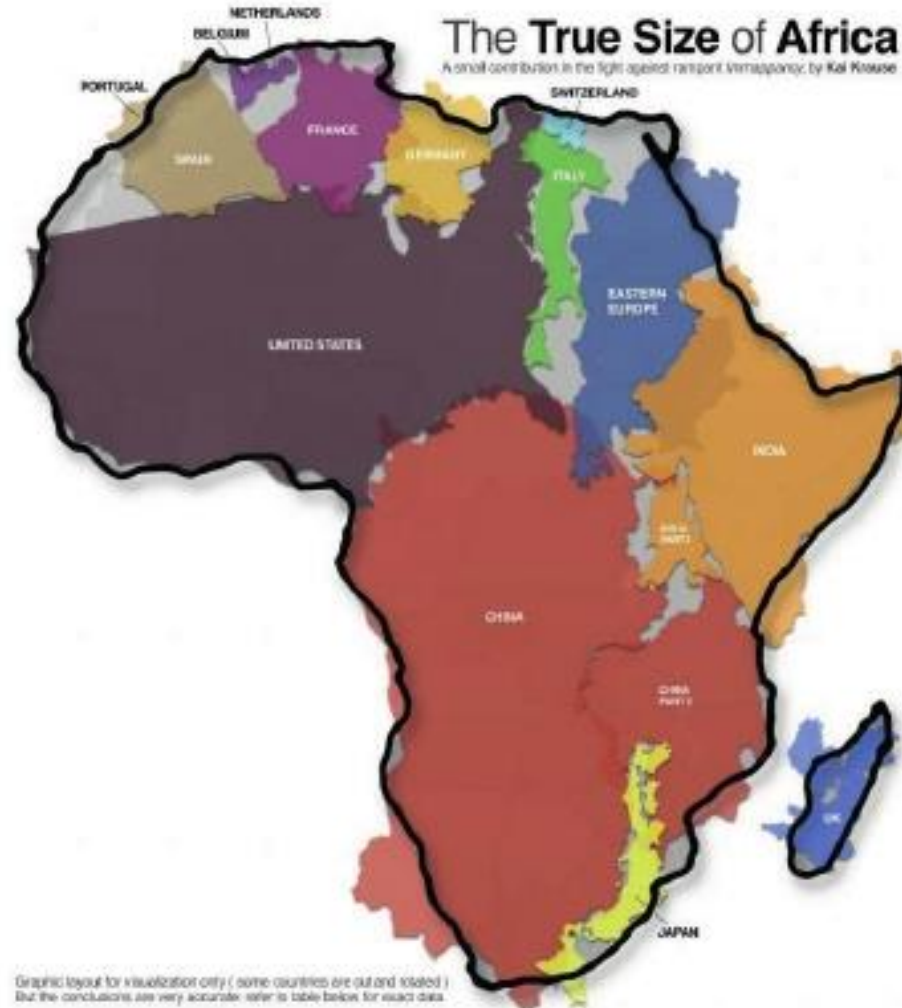 NETHERLANDS
BELGIUM
The True Size of Africa
A small contribution in the fight against rampant Immappancy, by Kai Krause
PORTUGAL
SWITZERLAND
FRANCE
SPAIN
GERMANY
ITALY
EASTERN
EUROPE
UNITED STATES
INDIA
INDIA
PART 2
CHINA
CHINA
PART 2
UK
JAPAN
Graphic layout for visualization only ( some countries are cut and rotated )
But the conclusions are very accurate: refer to table below for exact data